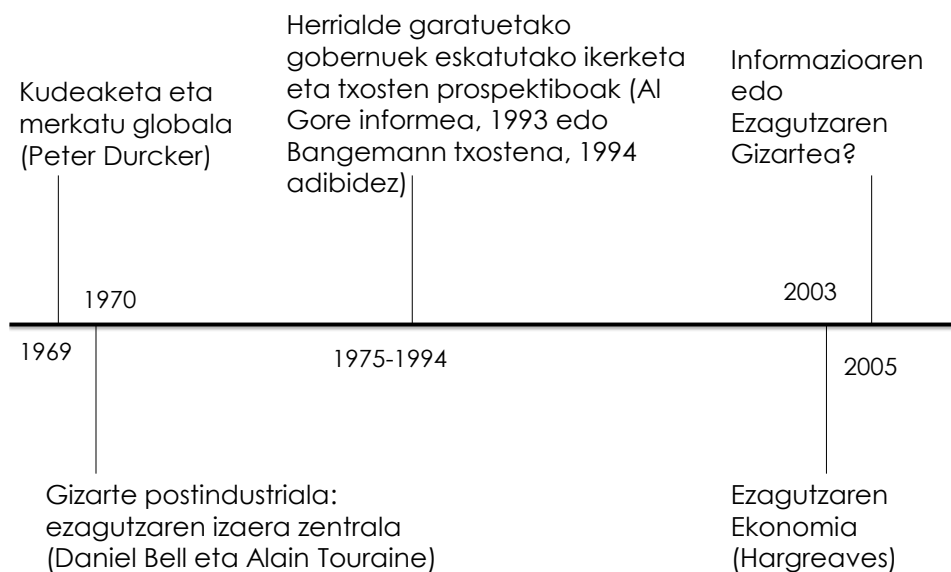 Kudeaketa eta
merkatu globala
(Peter Durcker)
Herrialde garatuetako
gobernuek eskatutako ikerketa
eta txosten prospektiboak (Al
Gore informea, 1993 edo
Bangemann txostena, 1994
adibidez)
Informazioaren
edo
Ezagutzaren
Gizartea?
1970
2003
1969
1975-1994
2005
Gizarte postindustriala:
ezagutzaren izaera zentrala
(Daniel Bell eta Alain Touraine)
Ezagutzaren
Ekonomia
(Hargreaves)